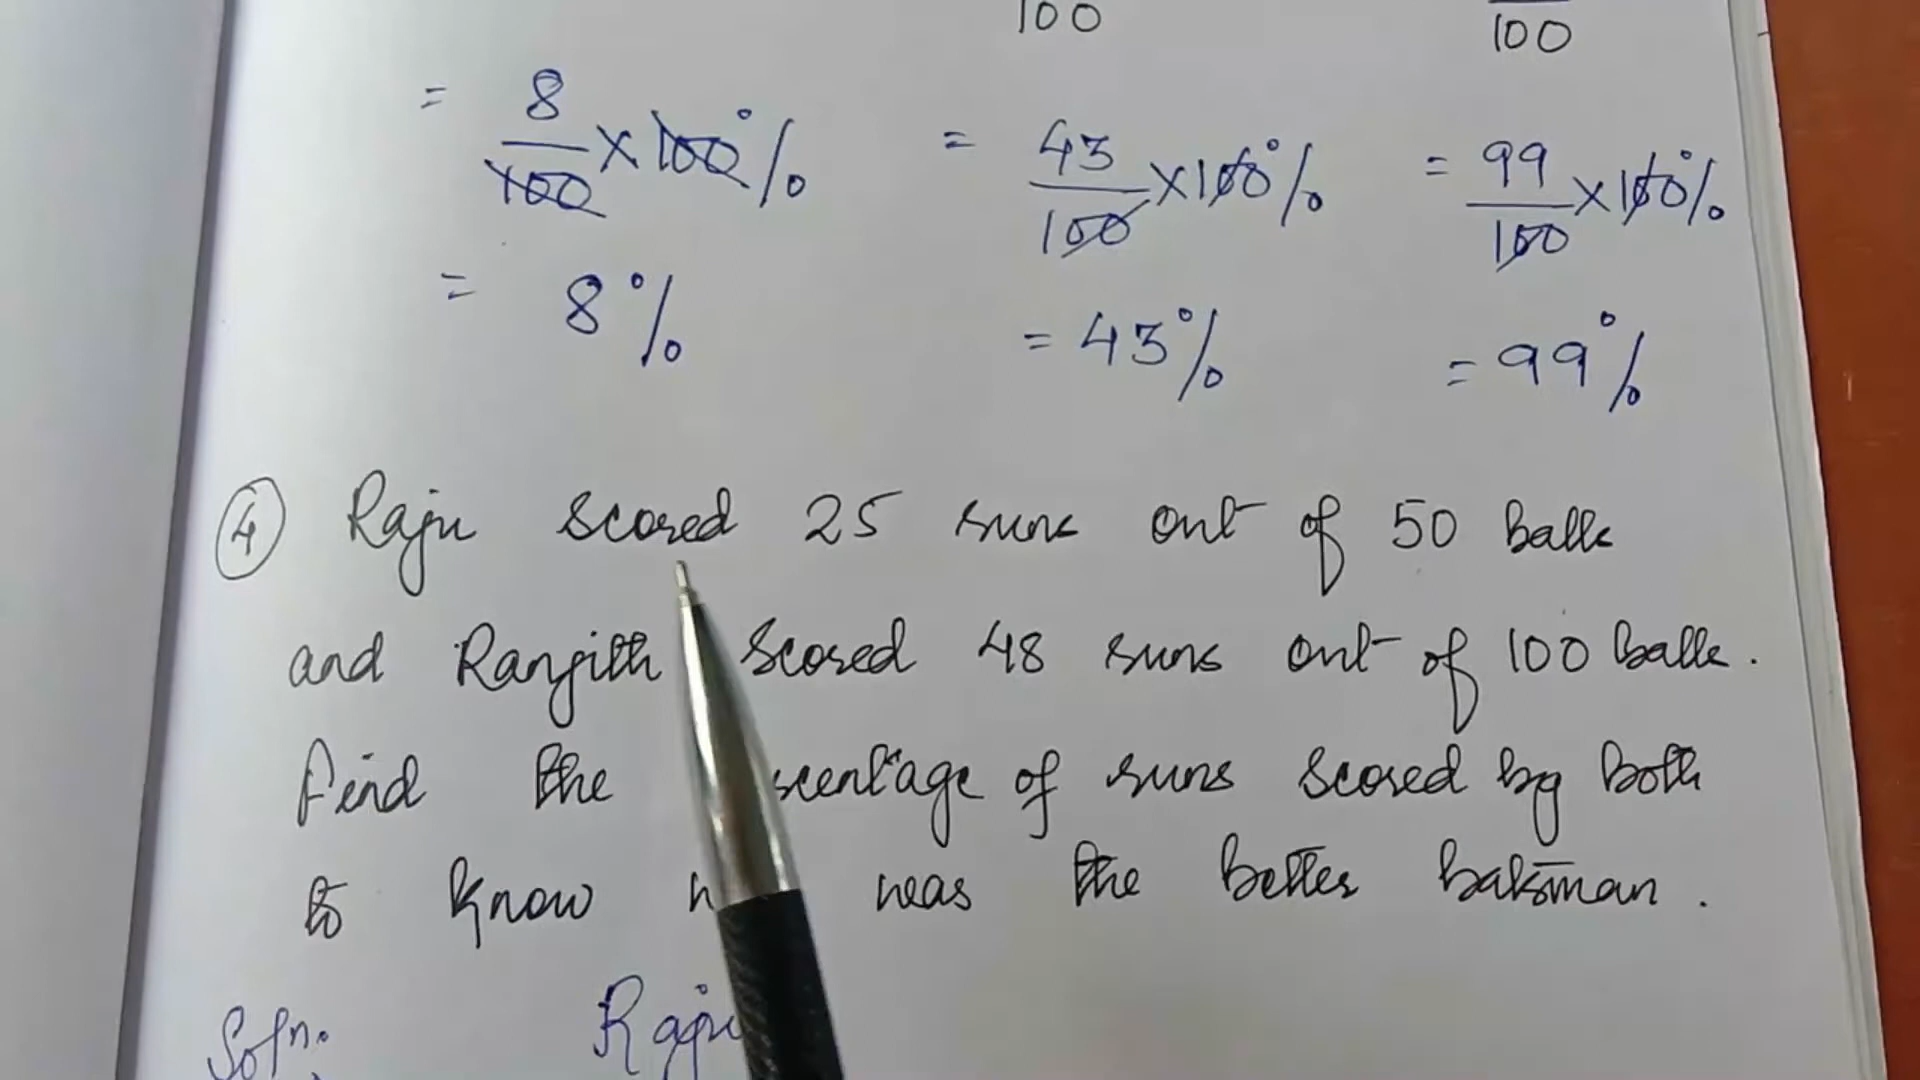 100 100
= 8/100 × 100% = 43/100 × 100% = 99/100 × 100%
= 8% = 43% = 99%
4 Raju scored 25 runs out of 50 balls
and Ranjith scored 48 runs out of 100 balls.
Find the centage of runs scored by both
to know was the better batsman.
Soln: Raju